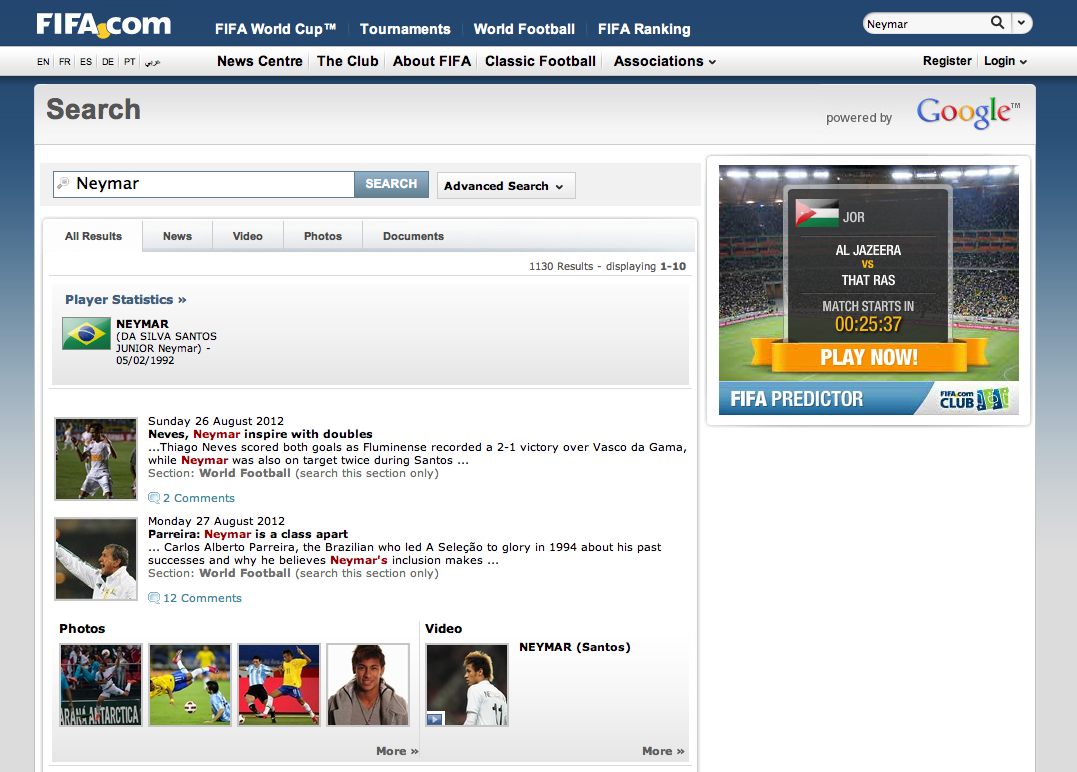 FIFA.com
FIFA World Cup™ Tournaments World Football FIFA Ranking
Neymar
EN FR ES DE PT عربي
News Centre The Club About FIFA Classic Football Associations
Register Login
Search
powered by Google™
Neymar SEARCH Advanced Search
All Results News Video Photos Documents
1130 Results - displaying 1-10
Player Statistics »
NEYMAR
(DA SILVA SANTOS
JUNIOR Neymar) -
05/02/1992
Sunday 26 August 2012
Neves, Neymar inspire with doubles
...Thiago Neves scored both goals as Fluminense recorded a 2-1 victory over Vasco da Gama,
while Neymar was also on target twice during Santos ...
Section: World Football (search this section only)
2 Comments
Monday 27 August 2012
Parreira: Neymar is a class apart
... Carlos Alberto Parreira, the Brazilian who led A Seleção to glory in 1994 about his past
successes and why he believes Neymar's inclusion makes ...
Section: World Football (search this section only)
12 Comments
Photos
ARANA ANTARCTICA
More »
Video
NEYMAR (Santos)
11
More »
JOR
AL JAZEERA
VS
THAT RAS
MATCH STARTS IN
00:25:37
PLAY NOW!
FIFA PREDICTOR
FIFA.com
CLUB